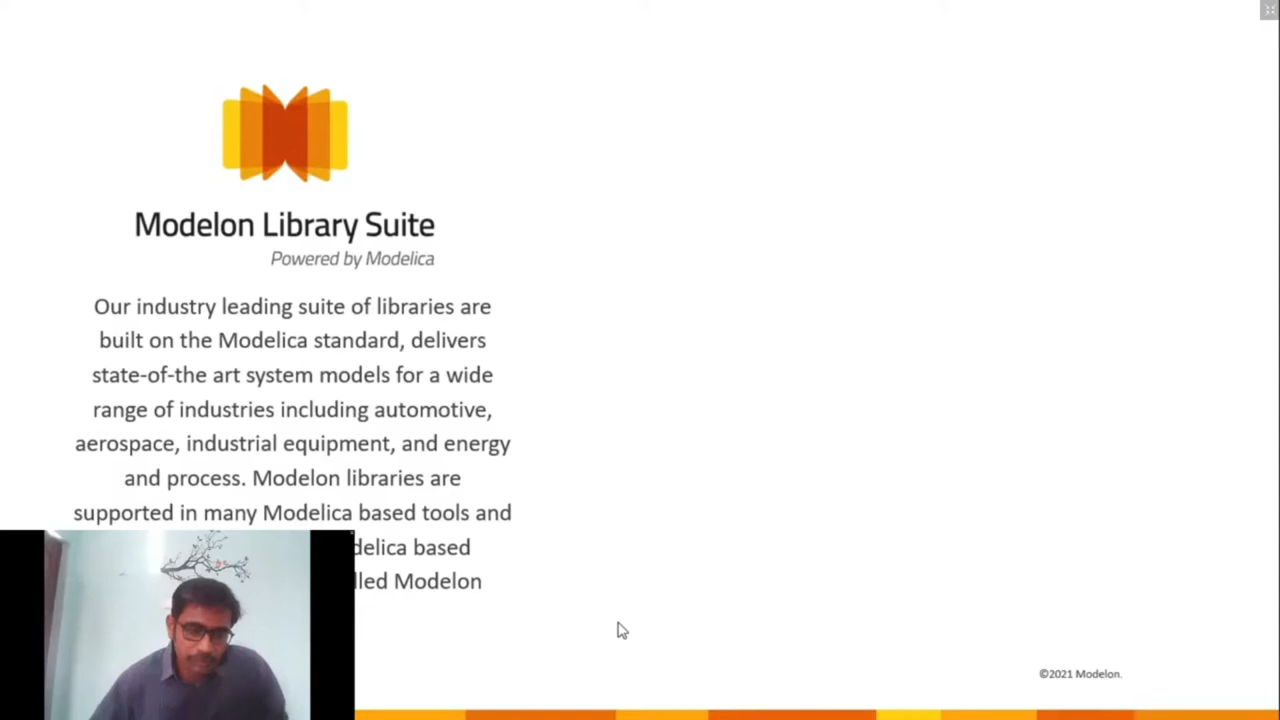 Modelon Library Suite
Powered by Modelica
Our industry leading suite of libraries are
built on the Modelica standard, delivers
state-of-the art system models for a wide
range of industries including automotive,
aerospace, industrial equipment, and energy
and process. Modelon libraries are
supported in many Modelica based tools and
based
Modelon
©2021 Modelon.